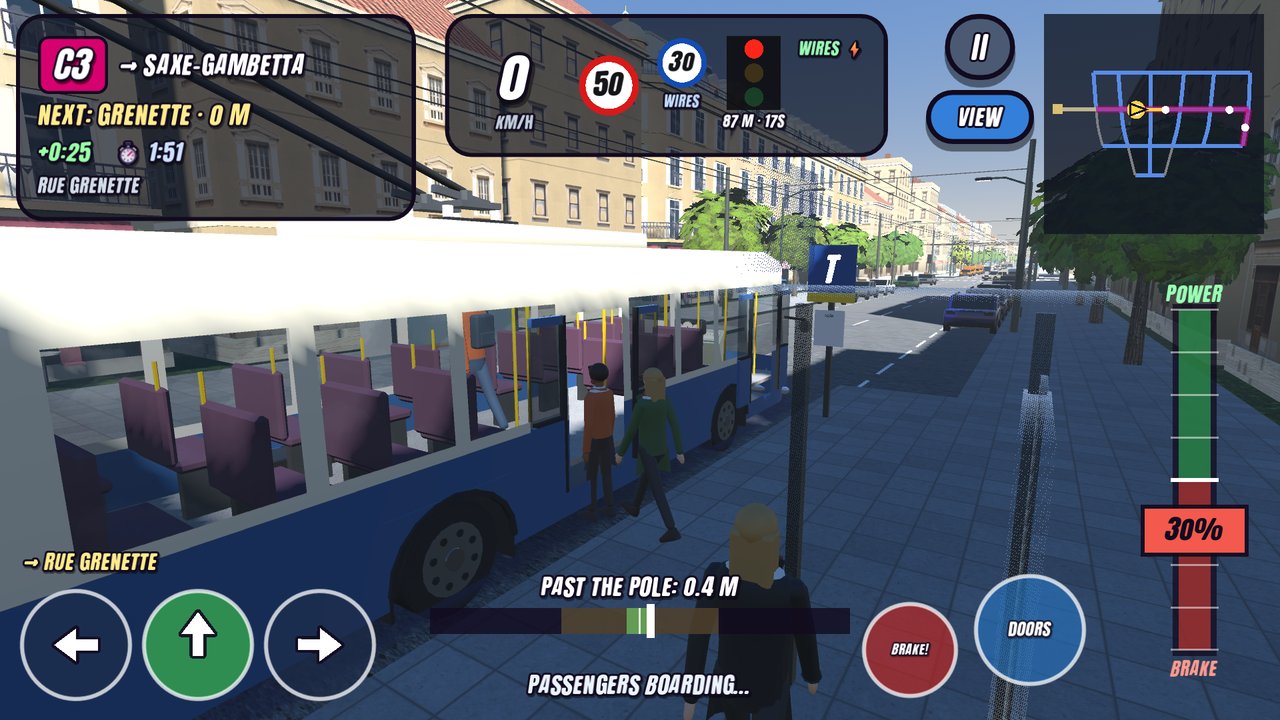 C3 → SAXE-GAMBETTA
NEXT: GRENETTE · 0 M
+0:25 1:51
RUE GRENETTE
0
KM/H
50
30
WIRES
87 M · 17S
WIRES
VIEW
T
POWER
30%
BRAKE
→ RUE GRENETTE
PAST THE POLE: 0.4 M
PASSENGERS BOARDING...
BRAKE!
DOORS